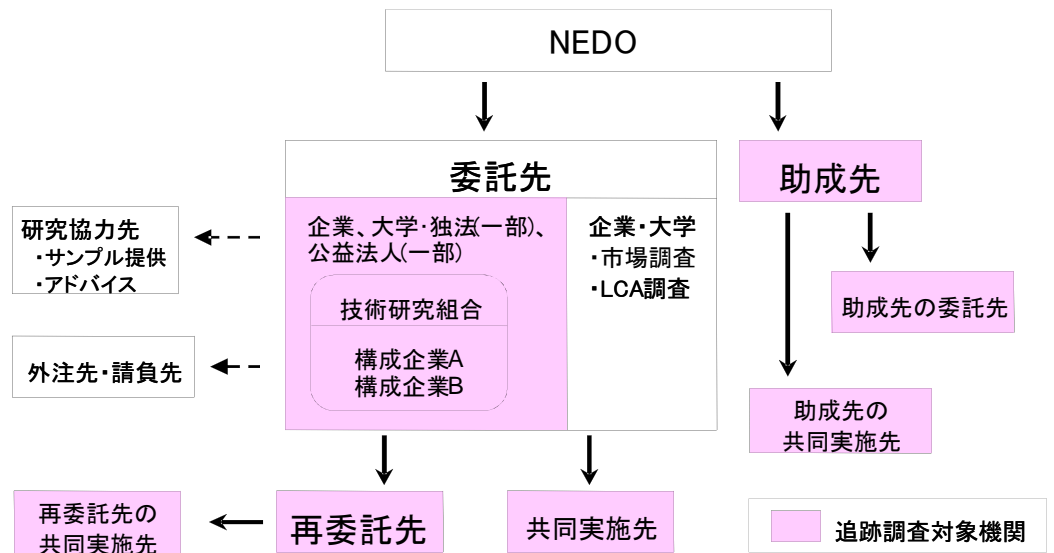 NEDO
委託先
助成先
研究協力先
・サンプル提供
・アドバイス
企業、大学・独法(一部)、
公益法人(一部)
企業・大学
・市場調査
・LCA調査
技術研究組合
構成企業A
構成企業B
助成先の委託先
外注先・請負先
助成先の
共同実施先
再委託先の
共同実施先
再委託先
共同実施先
追跡調査対象機関